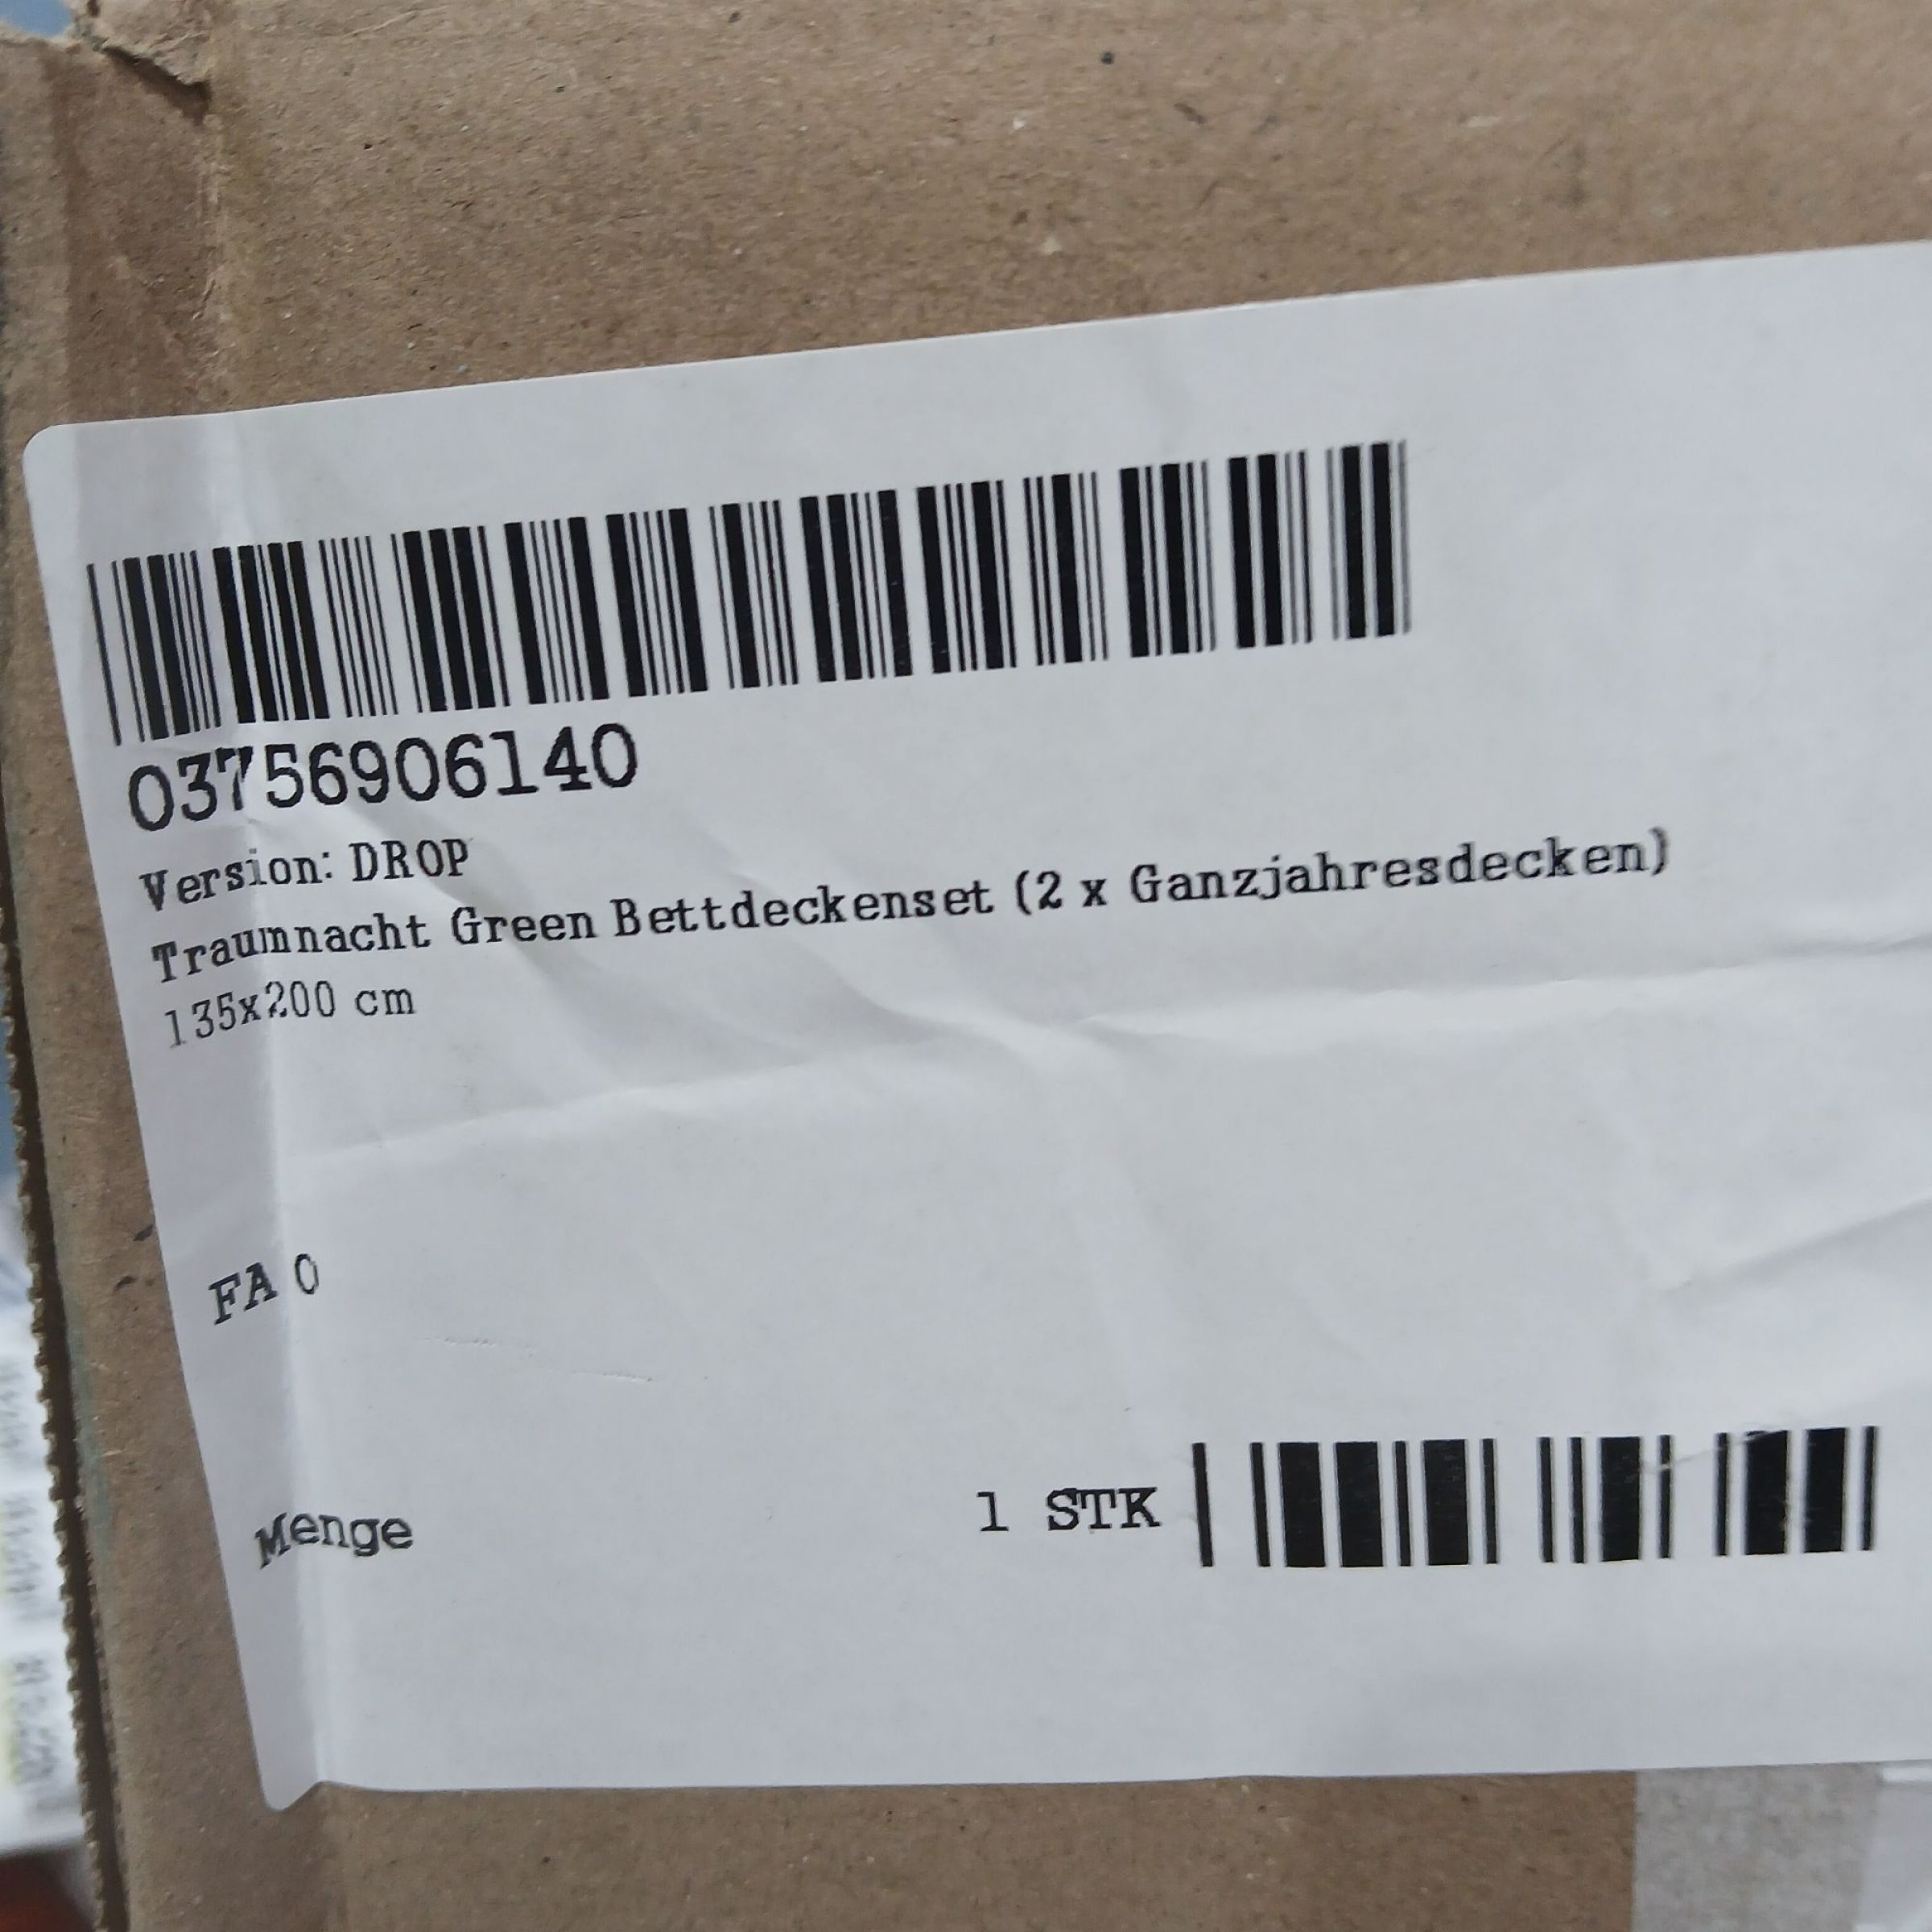 03756906140
Version: DROP
Traumnacht Green Bettdeckenset (2 x Ganzjahresdecken)
135x200 cm
FA 0
Menge 1 STK